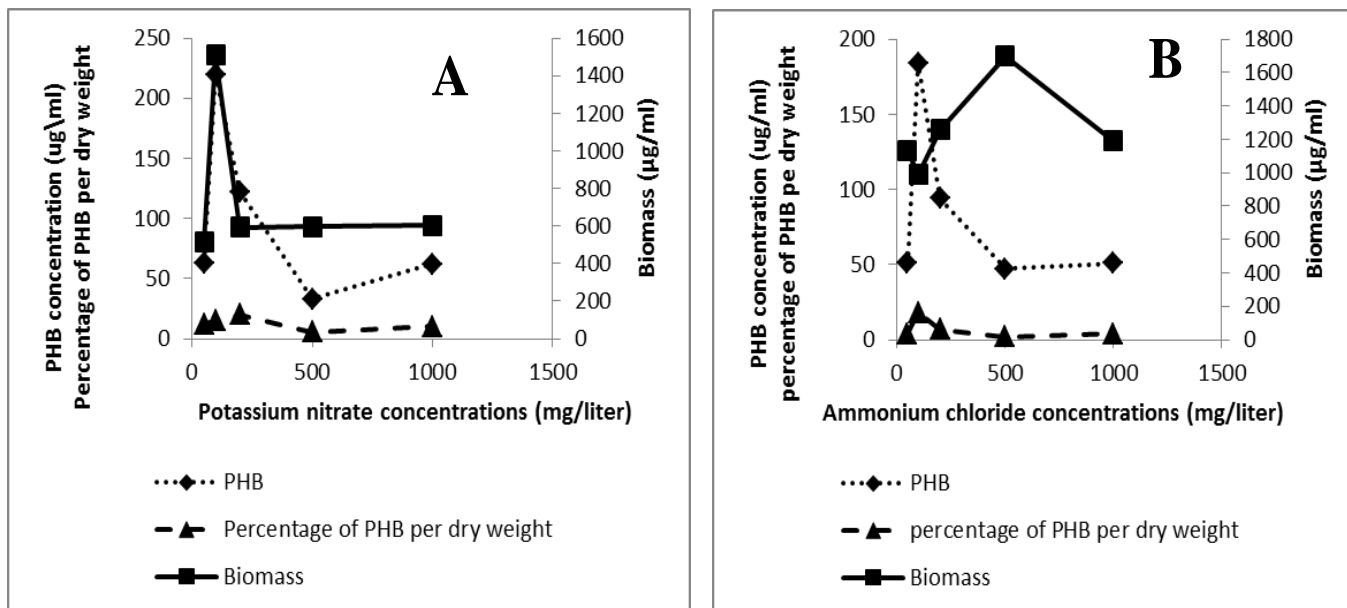 A
PHB concentration (ug\ml)
Percentage of PHB per dry weight
250
200
150
100
50
0
1600
1400
1200
1000
800
600
400
200
0
Biomass (µg/ml)
0 500 1000 1500
Potassium nitrate concentrations (mg/liter)
PHB
Percentage of PHB per dry weight
Biomass
B
PHB concentration (ug/ml)
percentage of PHB pe dry weight
200
150
100
50
0
1800
1600
1400
1200
1000
800
600
400
200
0
Biomass (µg/ml)
0 500 1000 1500
Ammonium chloride concentrations (mg/liter)
PHB
percentage of PHB per dry weight
Biomass